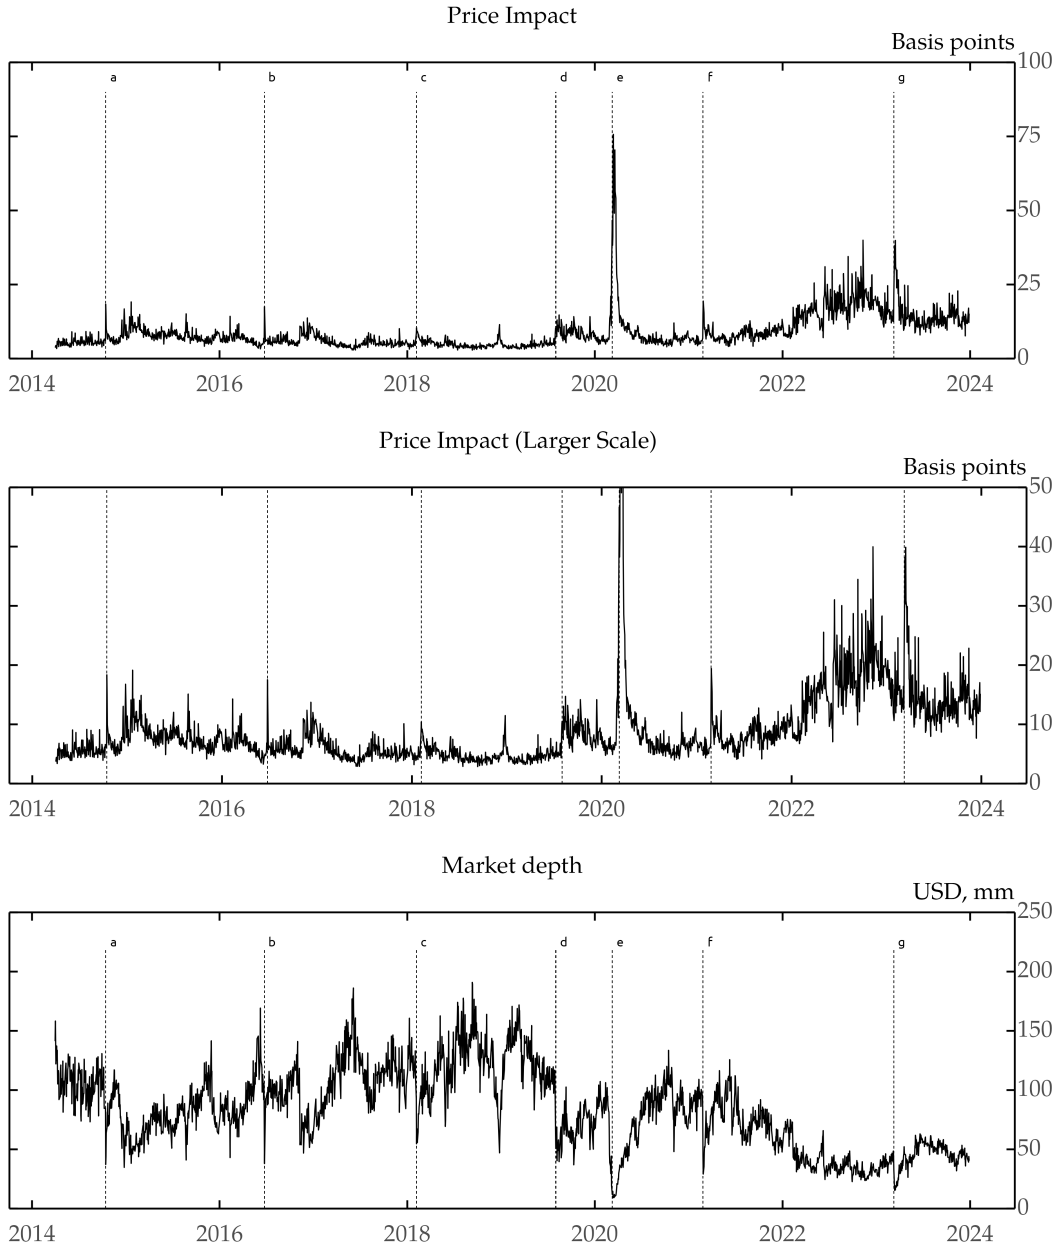 Price Impact
Basis points
100
a b c d e f g
75
50
25
0
2014 2016 2018 2020 2022 2024
Price Impact (Larger Scale)
Basis points
50
40
30
20
10
0
2014 2016 2018 2020 2022 2024
Market depth
USD, mm
250
a b c d e f g
200
150
100
50
0
2014 2016 2018 2020 2022 2024